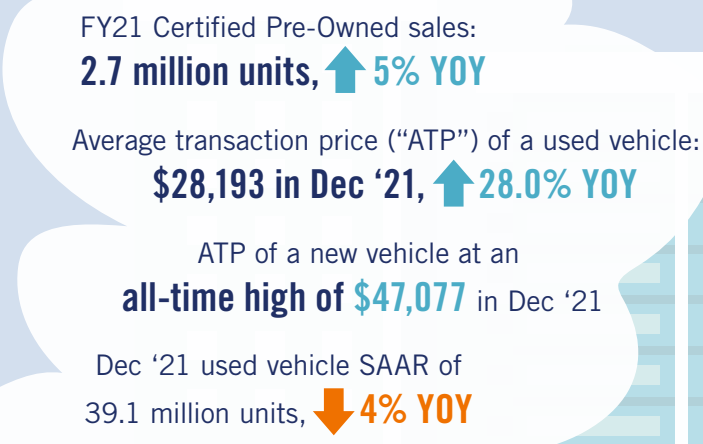 FY21 Certified Pre-Owned sales:
2.7 million units, 5% YOY
Average transaction price (“ATP”) of a used vehicle:
$28,193 in Dec ‘21, 28.0% YOY
ATP of a new vehicle at an
all-time high of $47,077 in Dec ‘21
Dec ‘21 used vehicle SAAR of
39.1 million units, 4% YOY